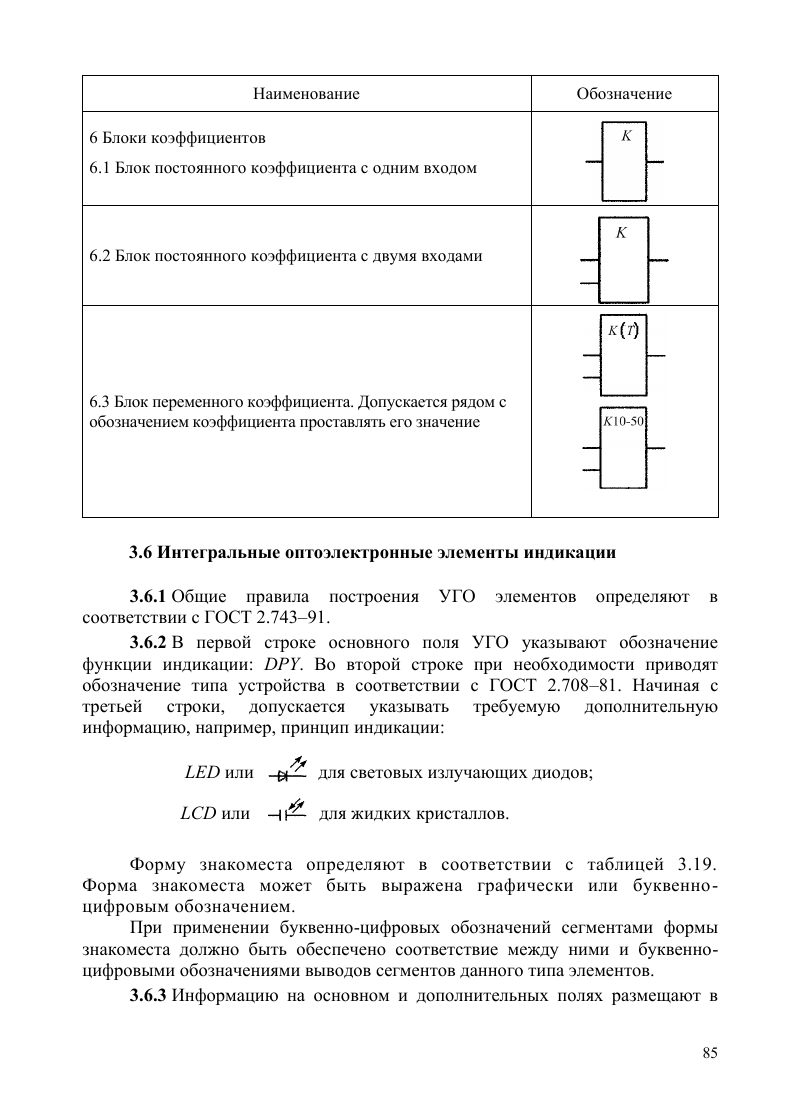 Наименование
Обозначение
6 Блоки коэффициентов
6.1 Блок постоянного коэффициента с одним входом
K
6.2 Блок постоянного коэффициента с двумя входами
K
6.3 Блок переменного коэффициента. Допускается рядом с
обозначением коэффициента проставлять его значение
K(T)
K10-50
3.6 Интегральные оптоэлектронные элементы индикации
3.6.1 Общие правила построения УГО элементов определяют в
соответствии с ГОСТ 2.743–91.
3.6.2 В первой строке основного поля УГО указывают обозначение
функции индикации: DPY. Во второй строке при необходимости приводят
обозначение типа устройства в соответствии с ГОСТ 2.708–81. Начиная с
третьей строки, допускается указывать требуемую дополнительную
информацию, например, принцип индикации:
LED или для световых излучающих диодов;
LCD или для жидких кристаллов.
Форму знакоместа определяют в соответствии с таблицей 3.19.
Форма знакоместа может быть выражена графически или буквенно-
цифровым обозначением.
При применении буквенно-цифровых обозначений сегментами формы
знакоместа должно быть обеспечено соответствие между ними и буквенно-
цифровыми обозначениями выводов сегментов данного типа элементов.
3.6.3 Информацию на основном и дополнительных полях размещают в
85